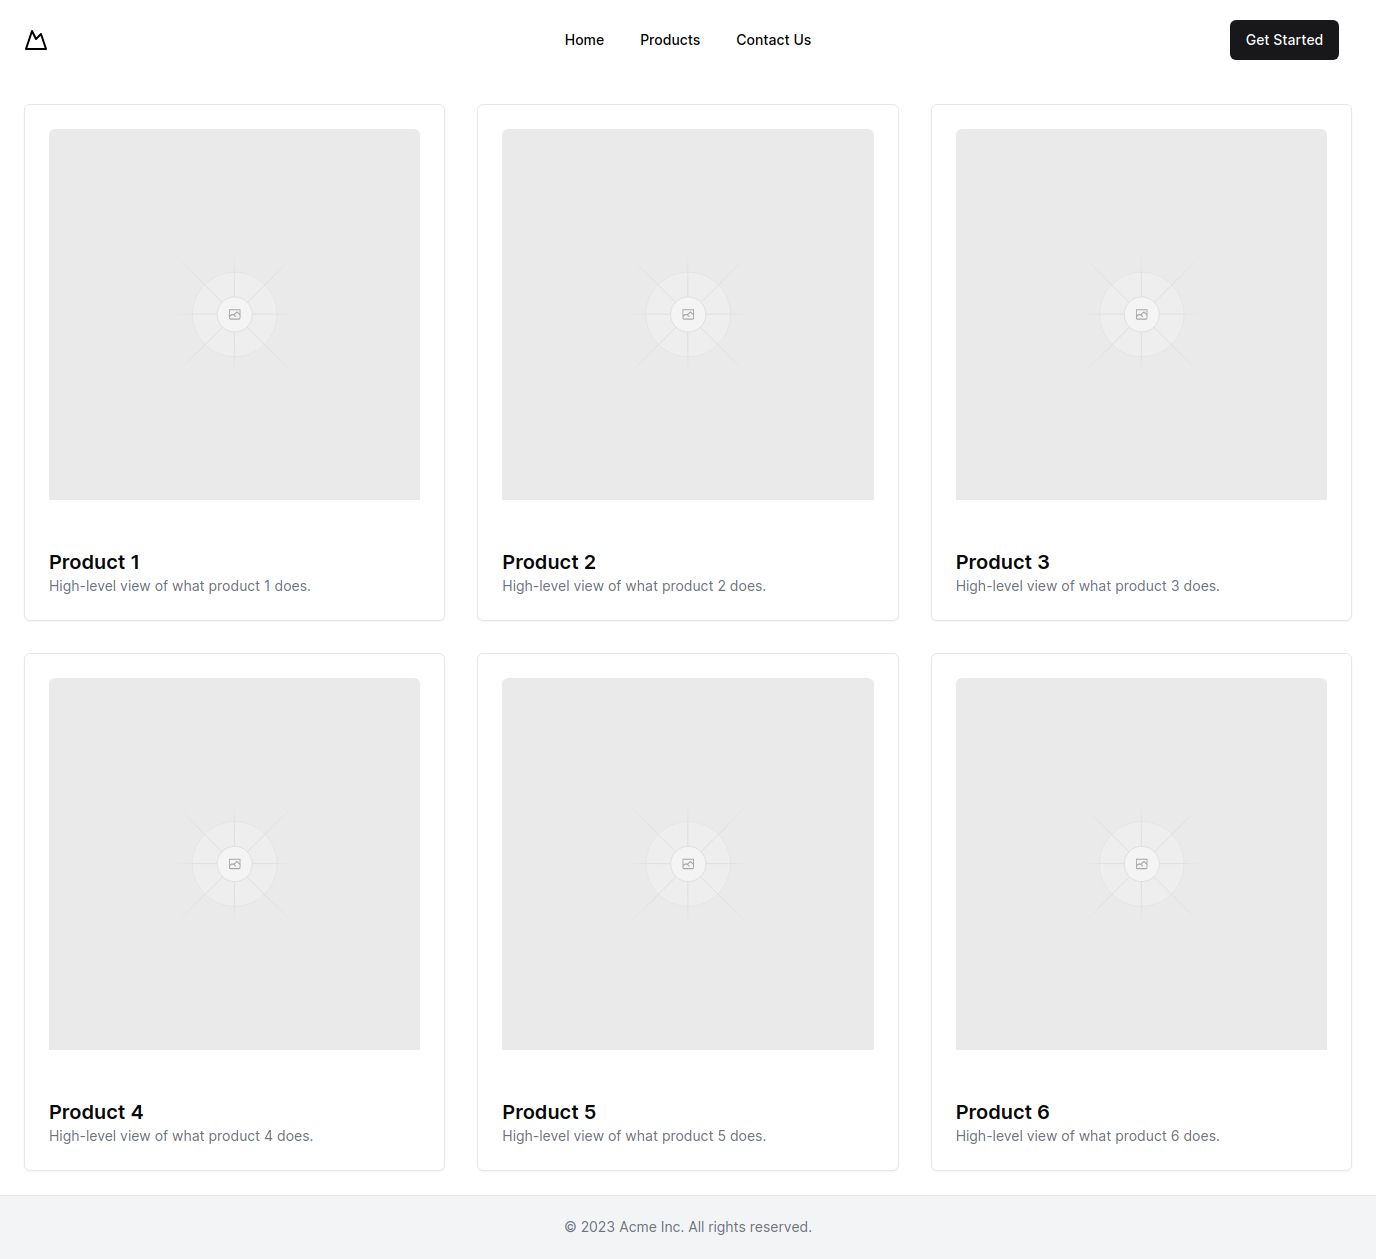 Home
Products
Contact Us
Get Started
Product 1
High-level view of what product 1 does.
Product 2
High-level view of what product 2 does.
Product 3
High-level view of what product 3 does.
Product 4
High-level view of what product 4 does.
Product 5
High-level view of what product 5 does.
Product 6
High-level view of what product 6 does.
© 2023 Acme Inc. All rights reserved.